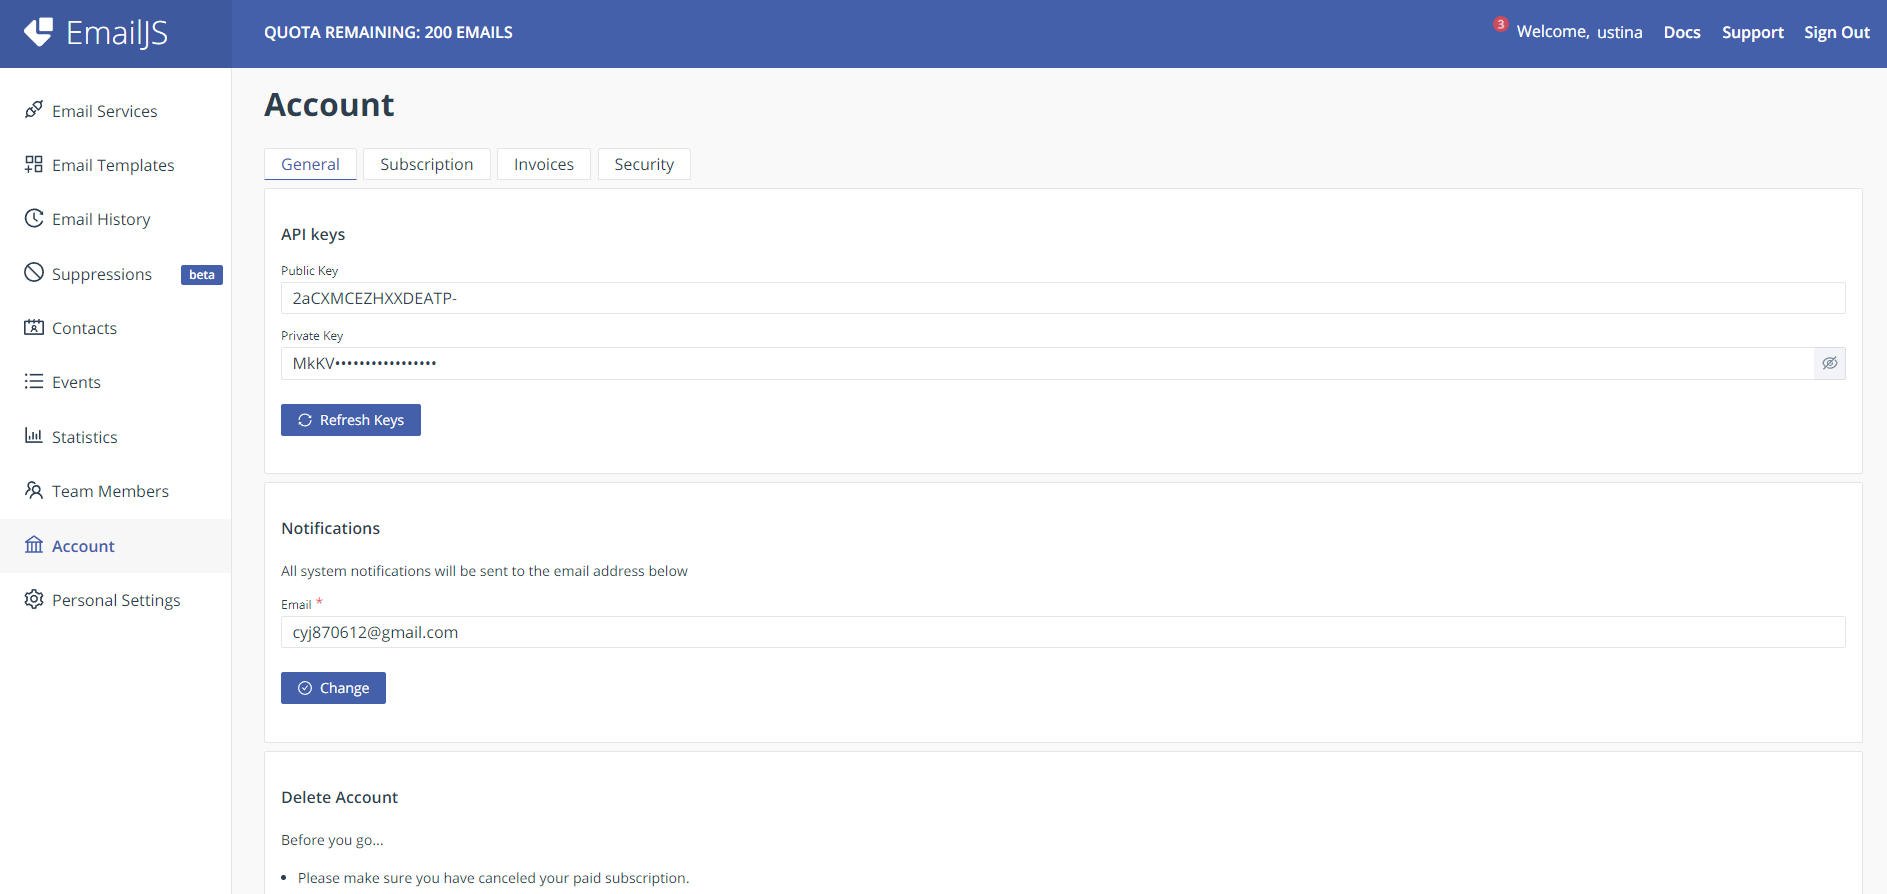 EmailJS
QUOTA REMAINING: 200 EMAILS
3
Welcome, ustina
Docs
Support
Sign Out
Email Services
Email Templates
Email History
Suppressions
beta
Contacts
Events
Statistics
Team Members
Account
Personal Settings
Account
General
Subscription
Invoices
Security
API keys
Public Key
2aCXMCEZHXXDEATP-
Private Key
MkKV•••••••••••••••••
Refresh Keys
Notifications
All system notifications will be sent to the email address below
Email *
cyj870612@gmail.com
Change
Delete Account
Before you go...
• Please make sure you have canceled your paid subscription.